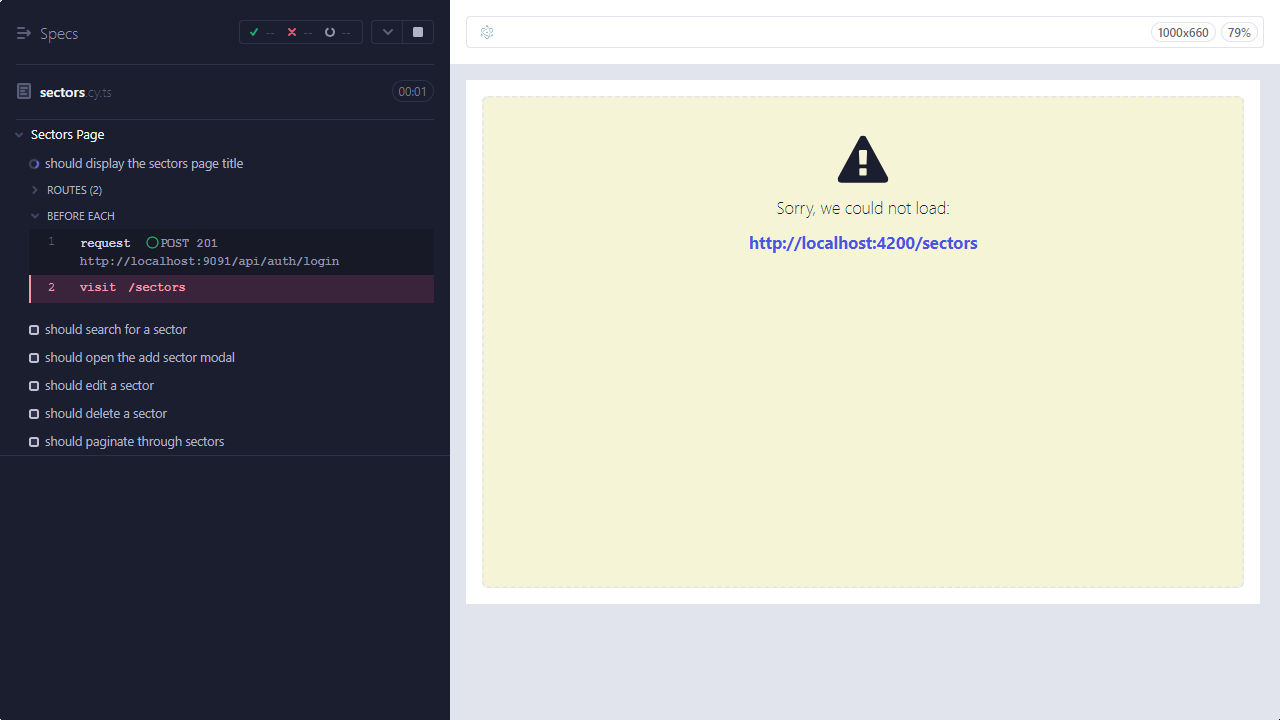 Specs
-- -- --
1000x660 79%
sectors.cy.ts 00:01
Sectors Page
should display the sectors page title
ROUTES (2)
BEFORE EACH
1 request POST 201
http://localhost:9091/api/auth/login
2 visit /sectors
should search for a sector
should open the add sector modal
should edit a sector
should delete a sector
should paginate through sectors
Sorry, we could not load:
http://localhost:4200/sectors